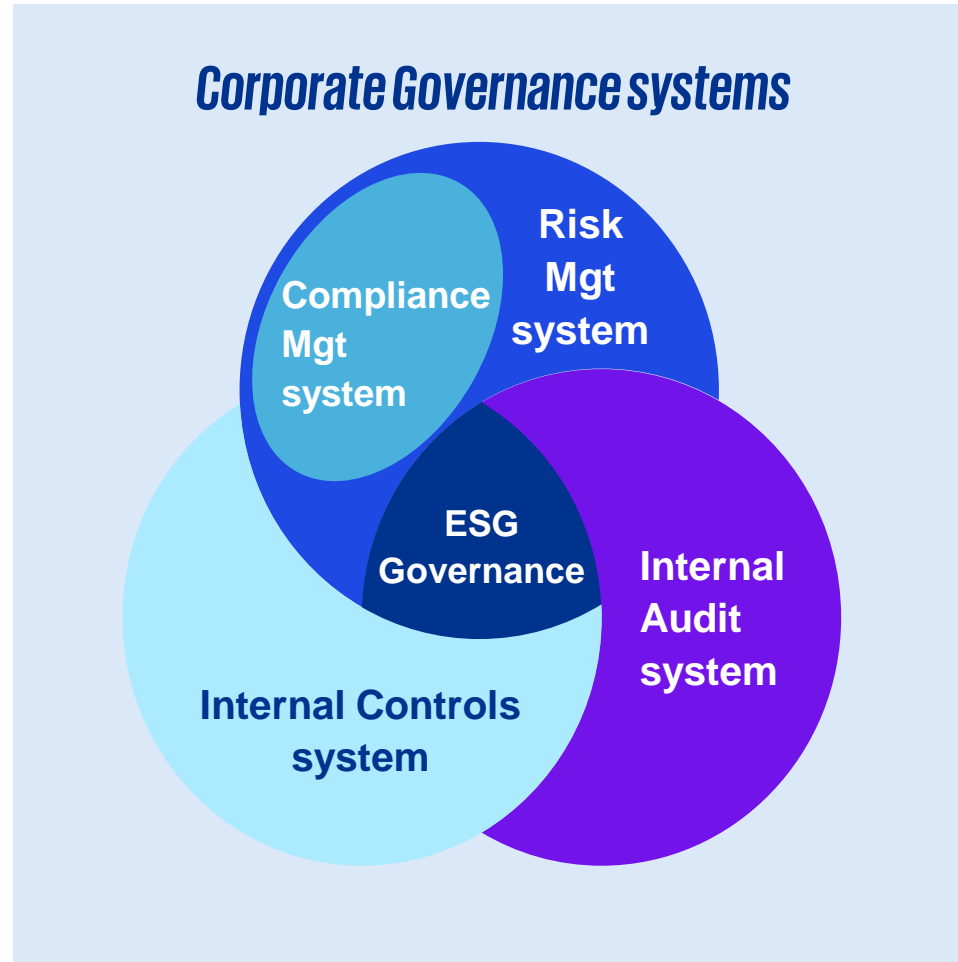 Corporate Governance systems
Risk
Mgt
system
Compliance
Mgt
system
ESG
Governance
Internal
Audit
system
Internal Controls
system